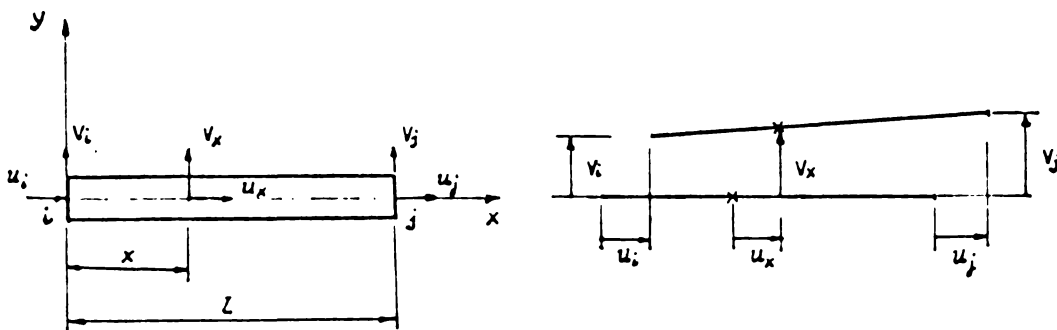 y
v_i v_x v_j
u_i u_x u_j
i j x
x
L
v_i v_x v_j
u_i u_x u_j